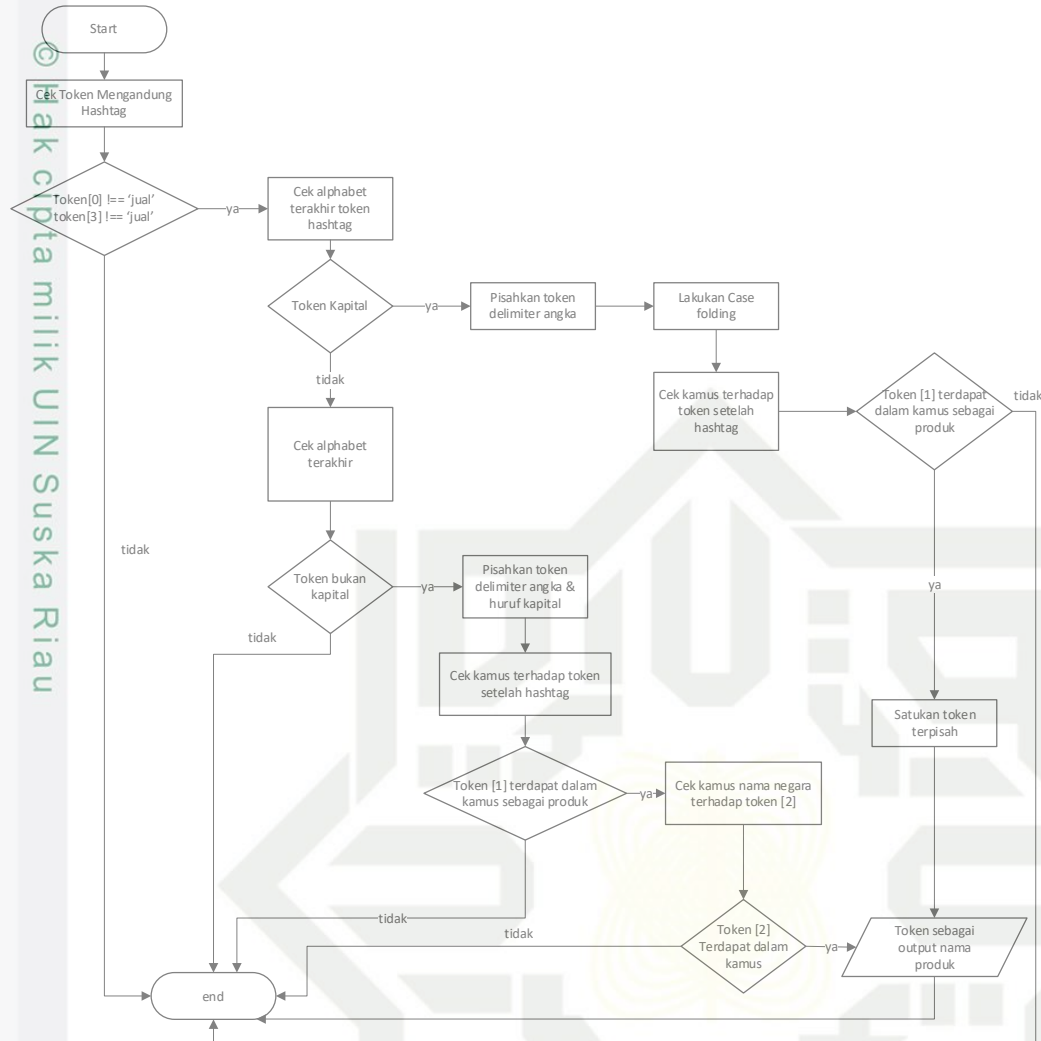 Start
© Hak cipta milik UIN Suska Riau
Cek Token Mengandung
Hashtag
Token[0] !== ‘jual’
token[3] !== ‘jual’
ya
Cek alphabet
terakhir token
hashtag
Token Kapital
ya
Pisahkan token
delimiter angka
Lakukan Case
folding
tidak
Cek kamus terhadap
token setelah
hashtag
Token [1] terdapat
dalam kamus sebagai
produk
tidak
Cek alphabet
terakhir
tidak
Token bukan
kapital
ya
Pisahkan token
delimiter angka &
huruf kapital
ya
tidak
Cek kamus terhadap token
setelah hashtag
Satukan token
terpisah
Token [1] terdapat dalam
kamus sebagai produk
ya
Cek kamus nama negara
terhadap token [2]
tidak
tidak
Token [2]
Terdapat dalam
kamus
ya
Token sebagai
output nama
produk
end